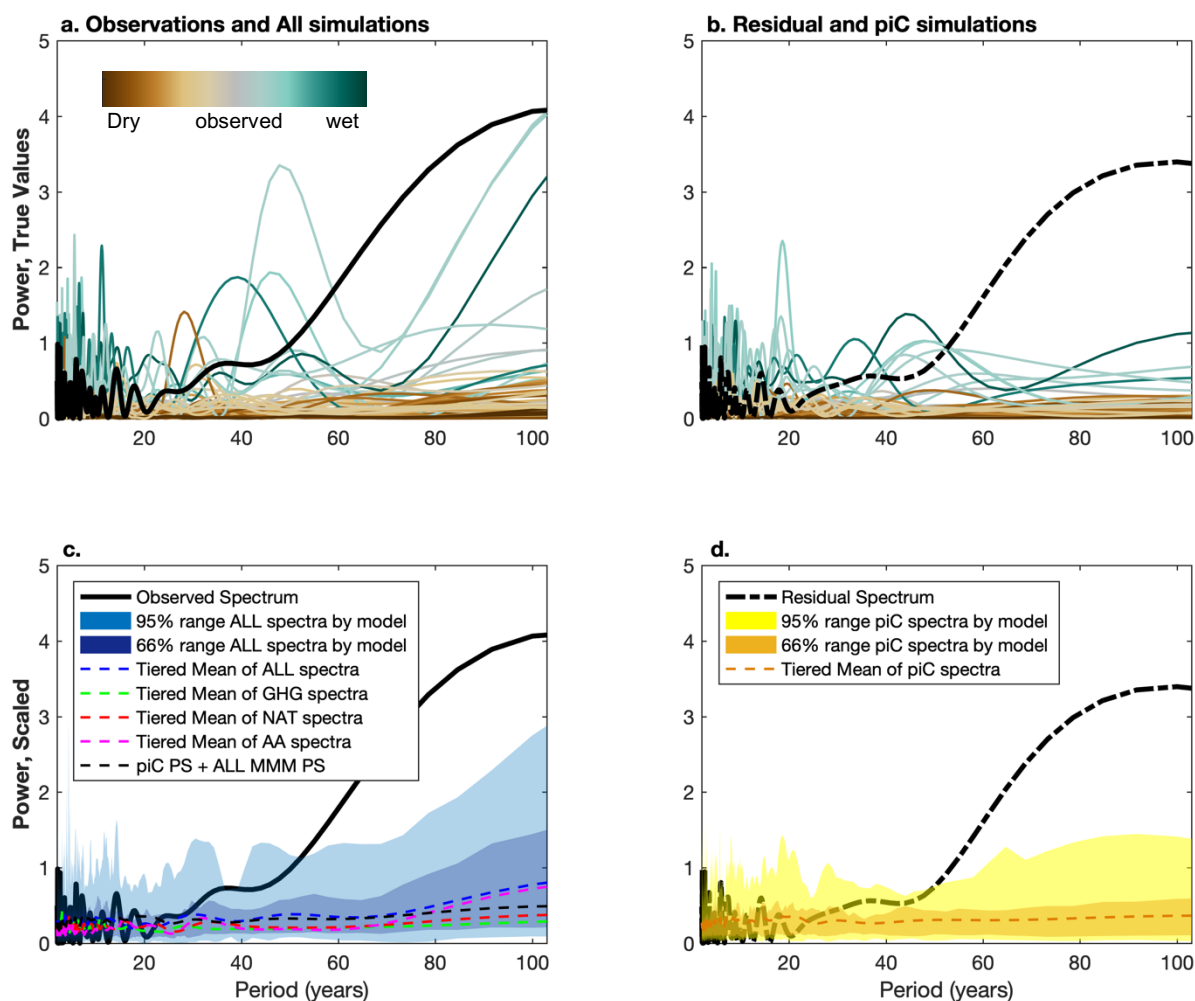 a. Observations and All simulations
b. Residual and piC simulations
Power, True Values
5
4
3
2
1
0
Dry observed wet
20 40 60 80 100
5
4
3
2
1
0
20 40 60 80 100
c.
d.
Power, Scaled
5
4
3
2
1
0
Observed Spectrum
95% range ALL spectra by model
66% range ALL spectra by model
Tiered Mean of ALL spectra
Tiered Mean of GHG spectra
Tiered Mean of NAT spectra
Tiered Mean of AA spectra
piC PS + ALL MMM PS
20 40 60 80 100
Period (years)
5
4
3
2
1
0
Residual Spectrum
95% range piC spectra by model
66% range piC spectra by model
Tiered Mean of piC spectra
20 40 60 80 100
Period (years)